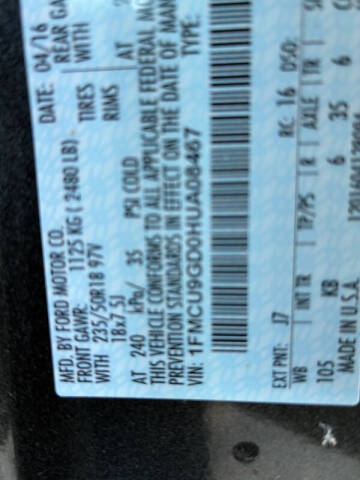 MFD. BY FORD MOTOR CO.
DATE: 04/16
FRONT GAWR:
1125 KG ( 2480 LB)
REAR GA
WITH 235/50R18 97V
TIRES
WITH
18x7.5J
RIMS
AT 240 kPa/ 35 PSI COLD
AT
THIS VEHICLE CONFORMS TO ALL APPLICABLE FEDERAL MO
PREVENTION STANDARDS IN EFFECT ON THE DATE OF MAN
VIN: 1FMCU9GD0HUA08467
TYPE:
EXT PNT: J7
RC: 16
DSO:
WB
INT TR
TP/PS
R
AXLE
TR
105
KB
6
35
6